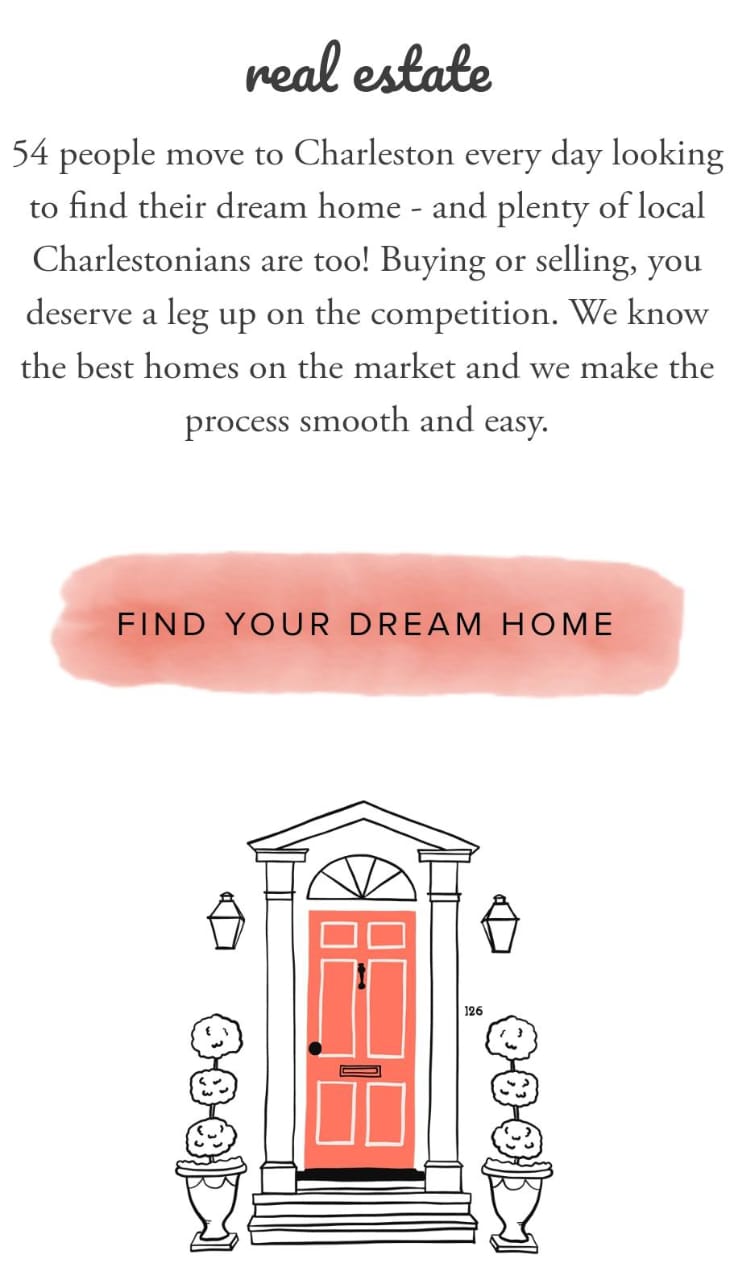 real estate
54 people move to Charleston every day looking
to find their dream home - and plenty of local
Charlestonians are too! Buying or selling, you
deserve a leg up on the competition. We know
the best homes on the market and we make the
process smooth and easy.
FIND YOUR DREAM HOME
126